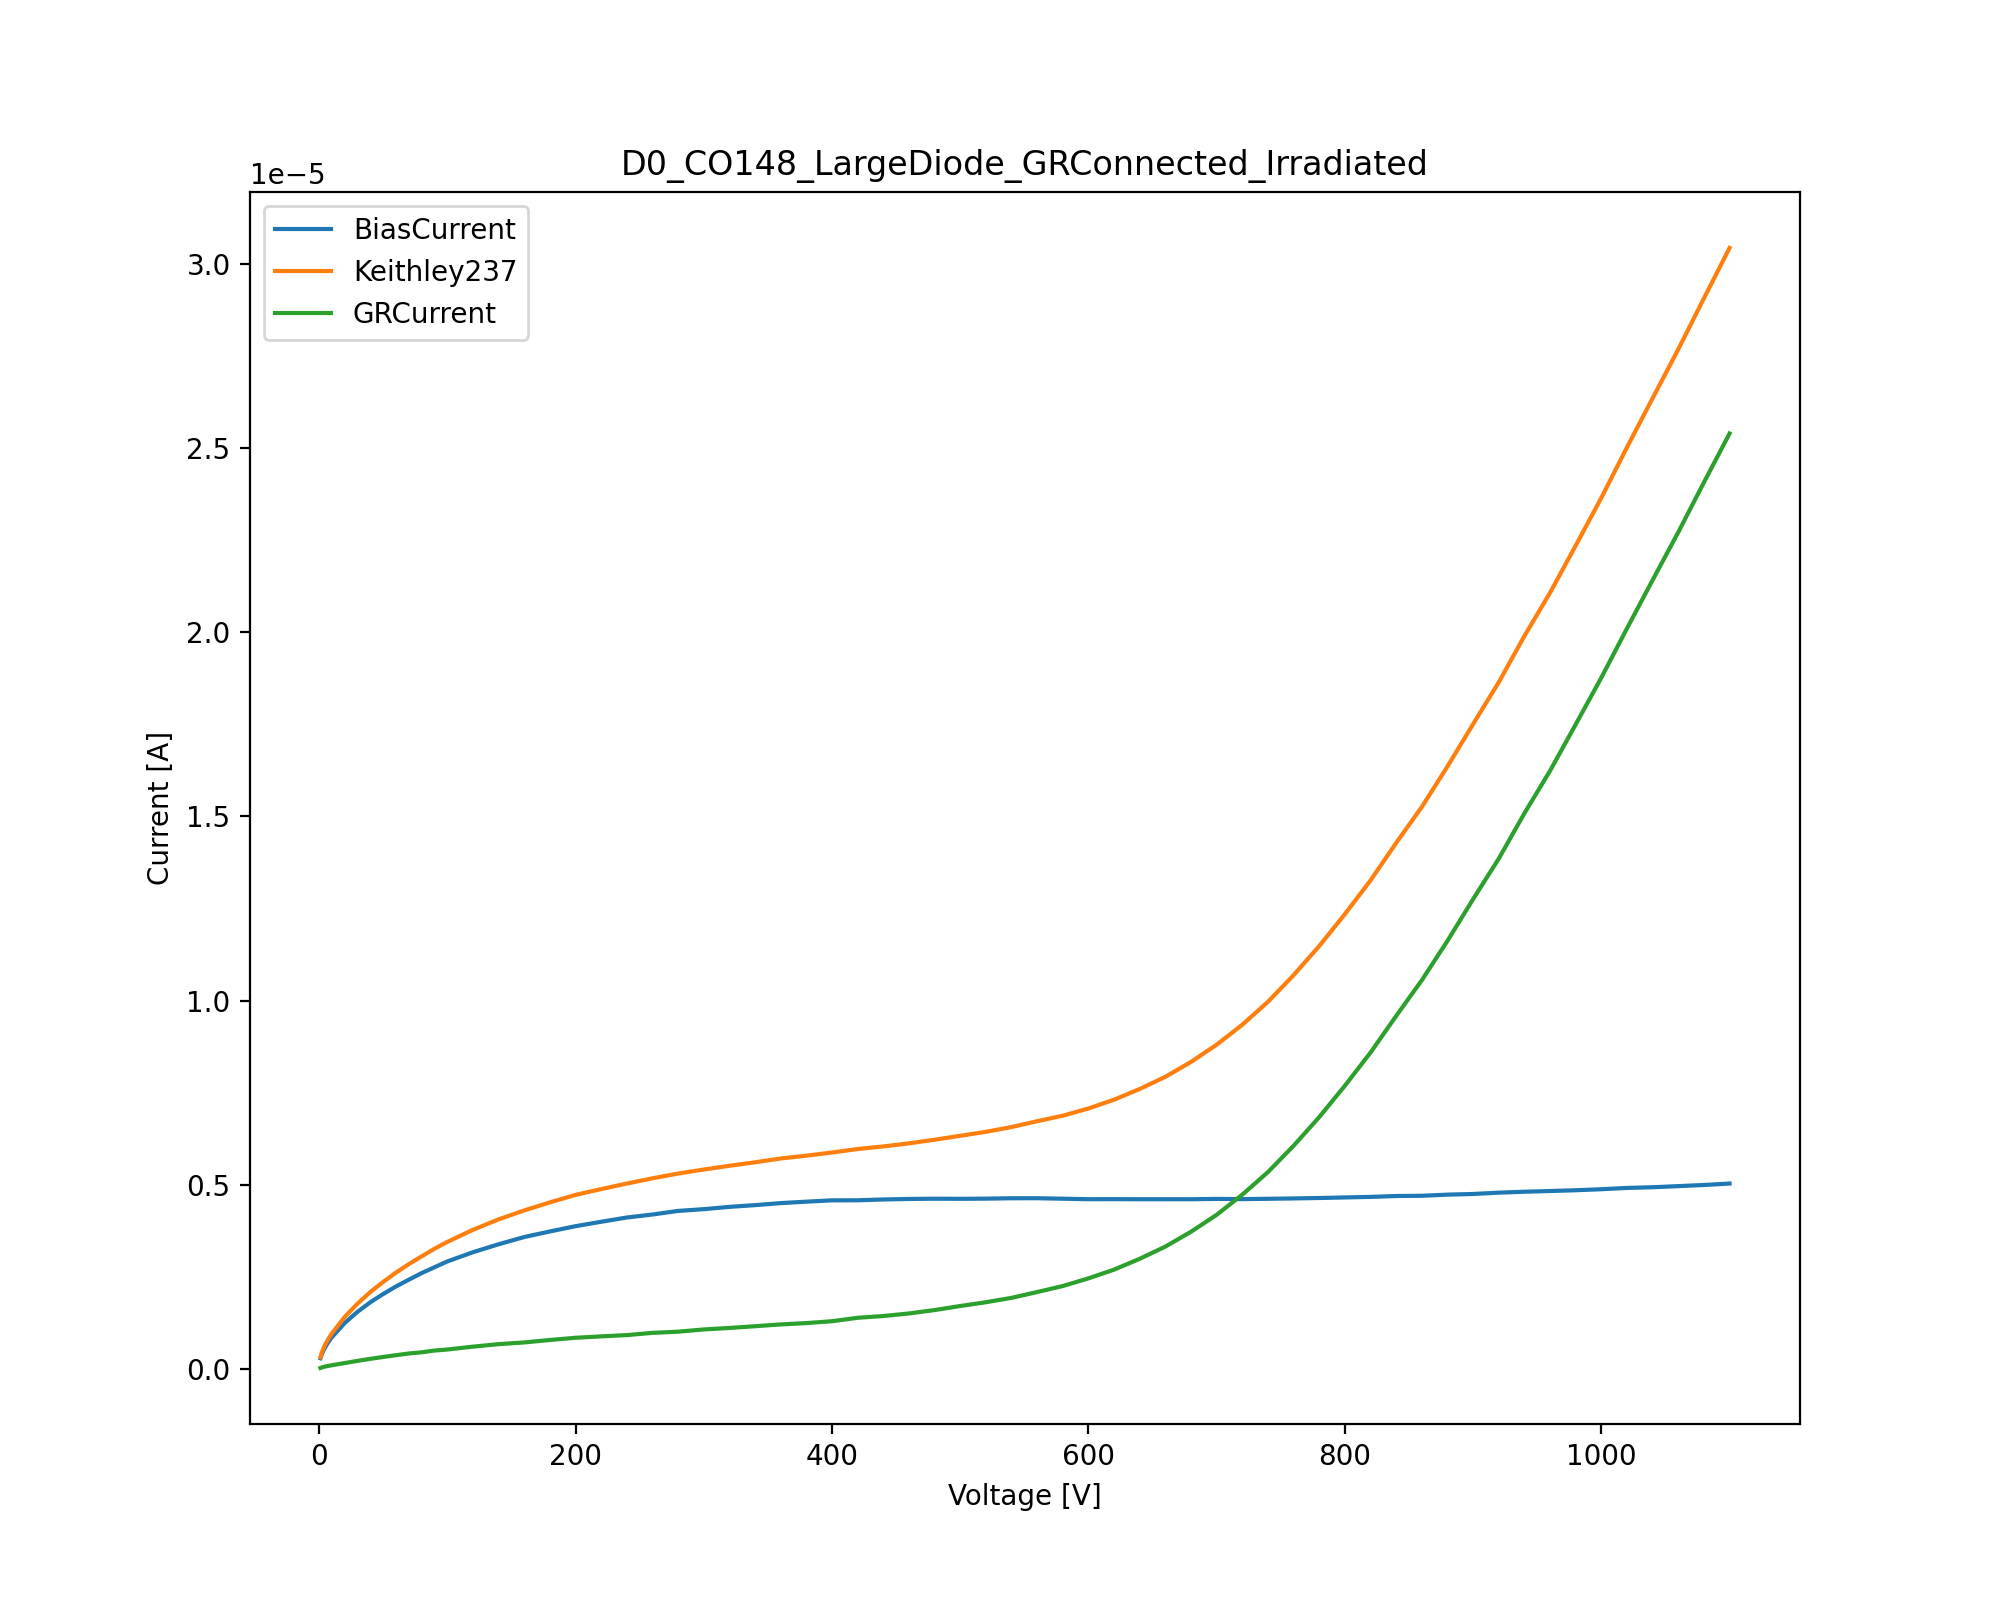 D0_CO148_LargeDiode_GRConnected_Irradiated
1e−5
BiasCurrent
Keithley237
GRCurrent
3.0
2.5
2.0
1.5
1.0
0.5
0.0
Current [A]
0 200 400 600 800 1000
Voltage [V]